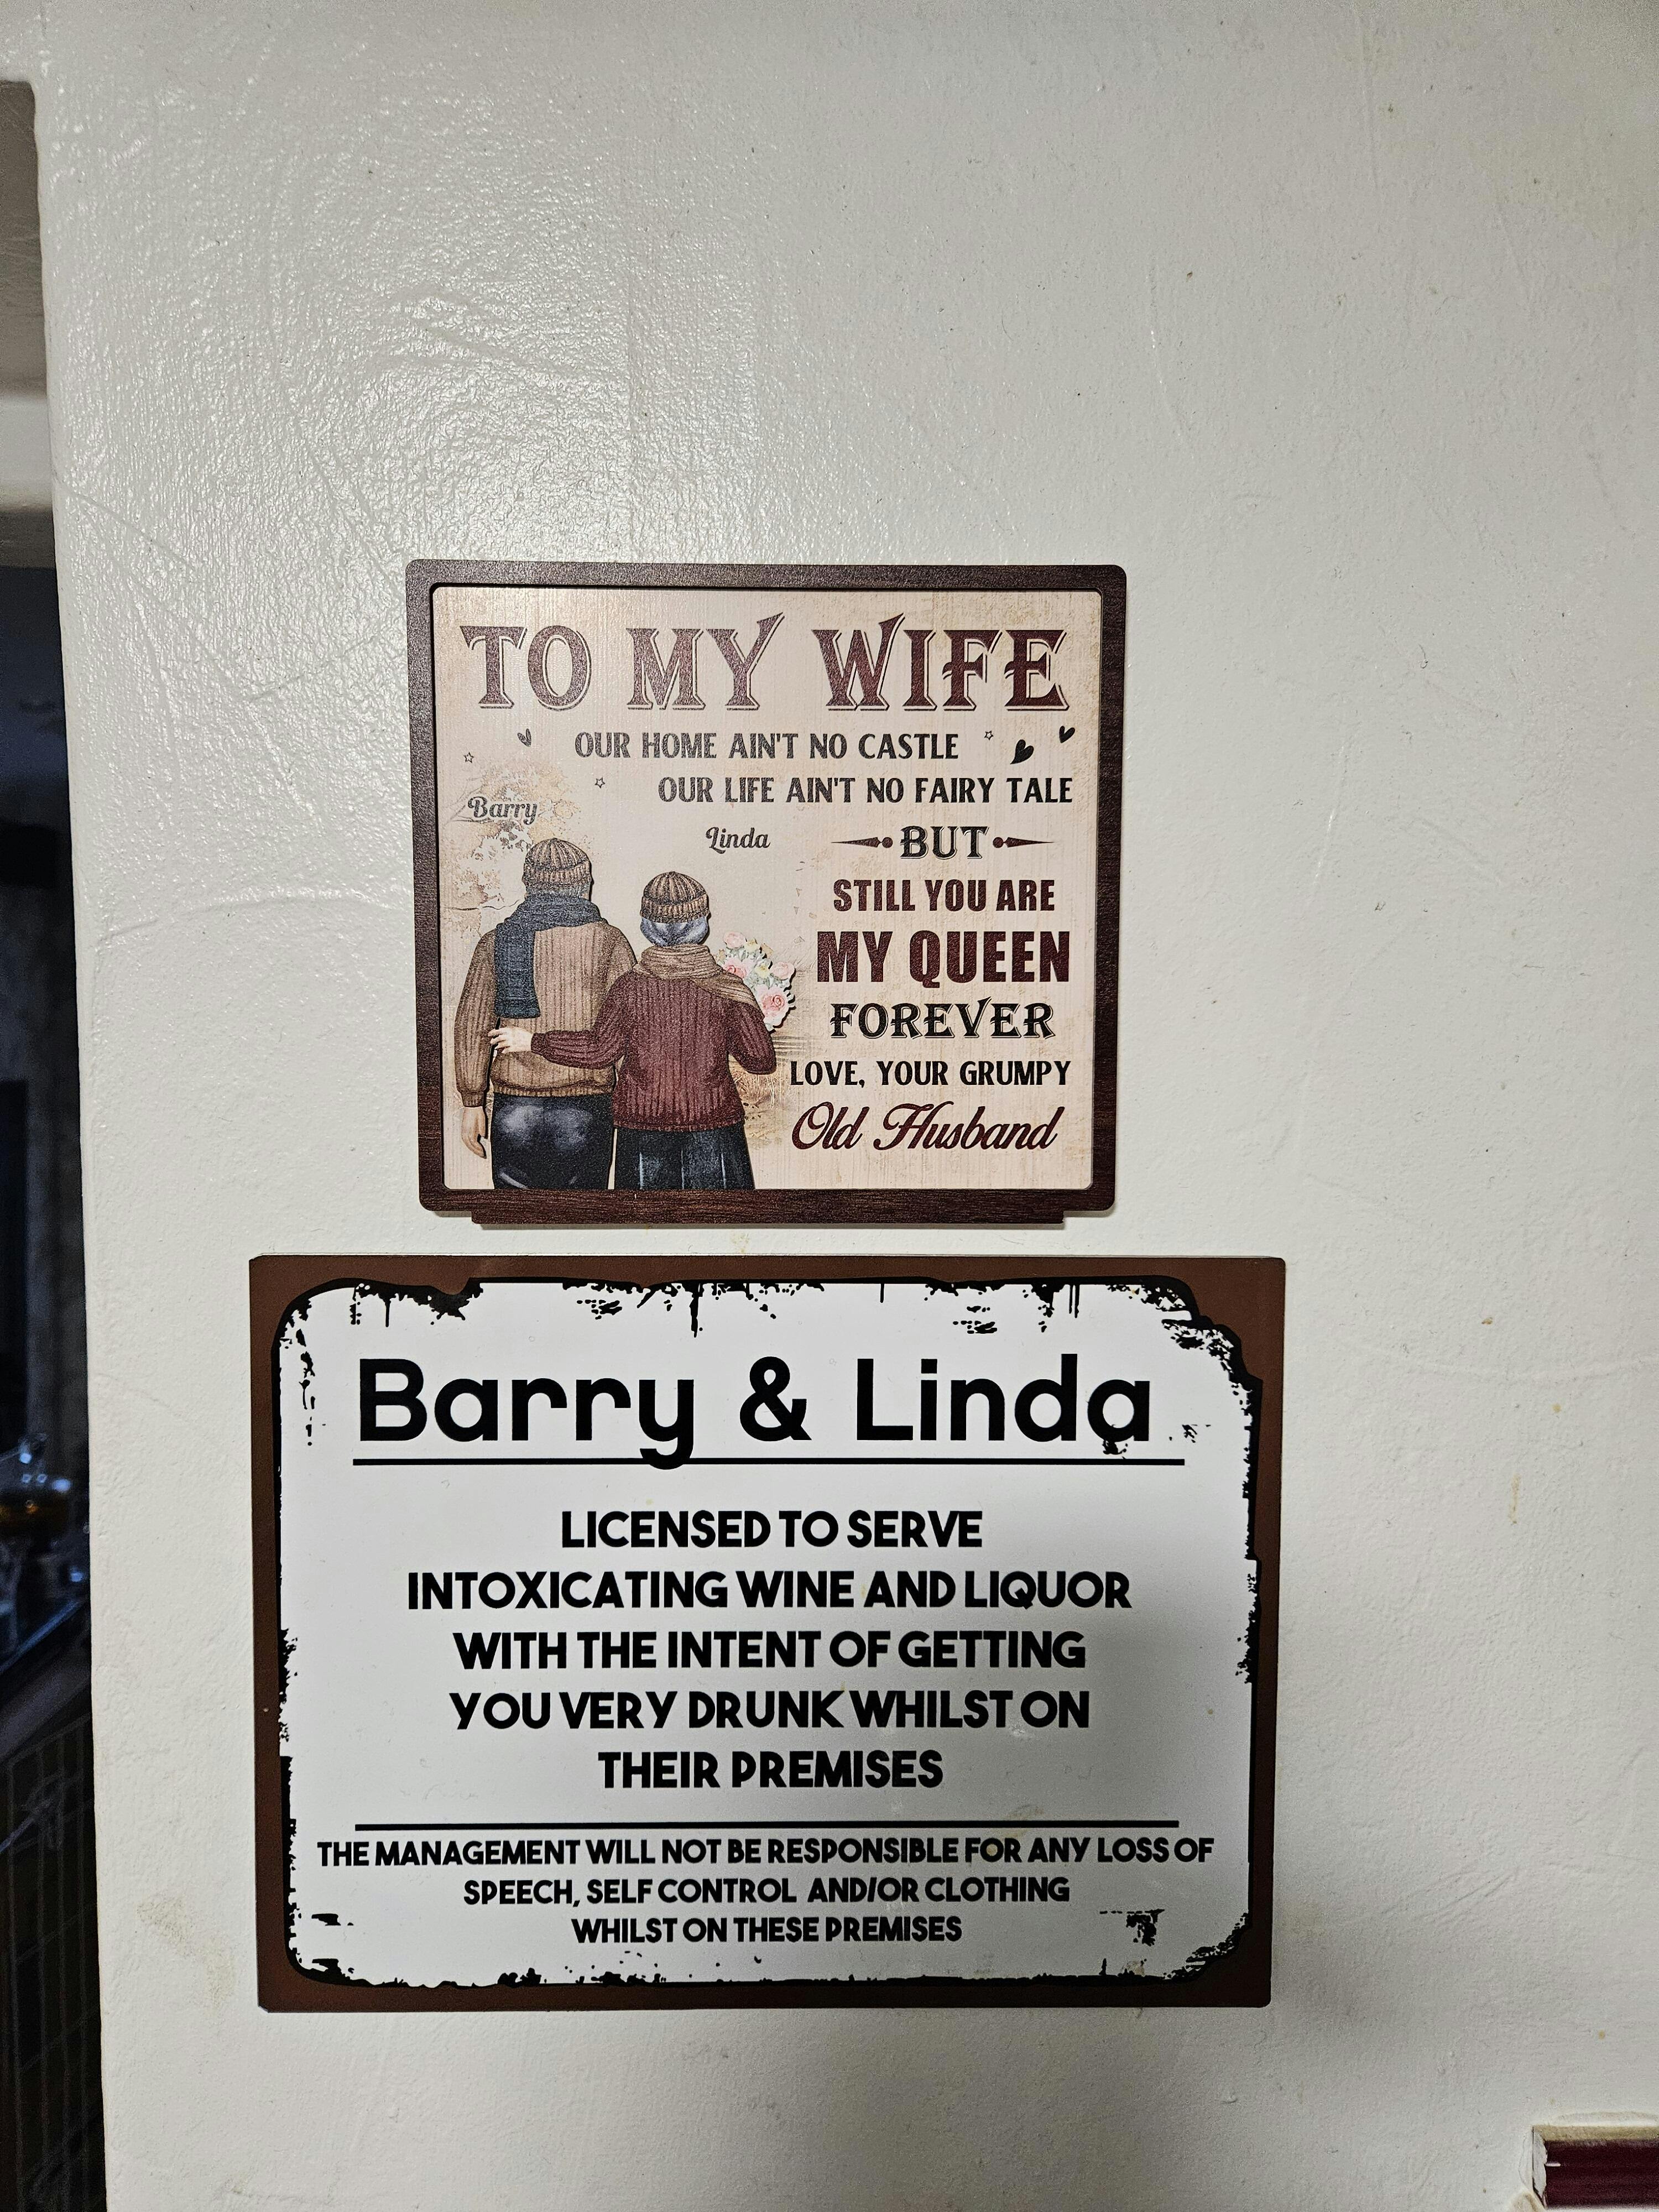 TO MY WIFE
OUR HOME AIN'T NO CASTLE
OUR LIFE AIN'T NO FAIRY TALE
Barry
Linda
BUT
STILL YOU ARE
MY QUEEN
FOREVER
LOVE, YOUR GRUMPY
Old Husband
Barry & Linda
LICENSED TO SERVE
INTOXICATING WINE AND LIQUOR
WITH THE INTENT OF GETTING
YOU VERY DRUNK WHILST ON
THEIR PREMISES
THE MANAGEMENT WILL NOT BE RESPONSIBLE FOR ANY LOSS OF
SPEECH, SELF CONTROL AND/OR CLOTHING
WHILST ON THESE PREMISES